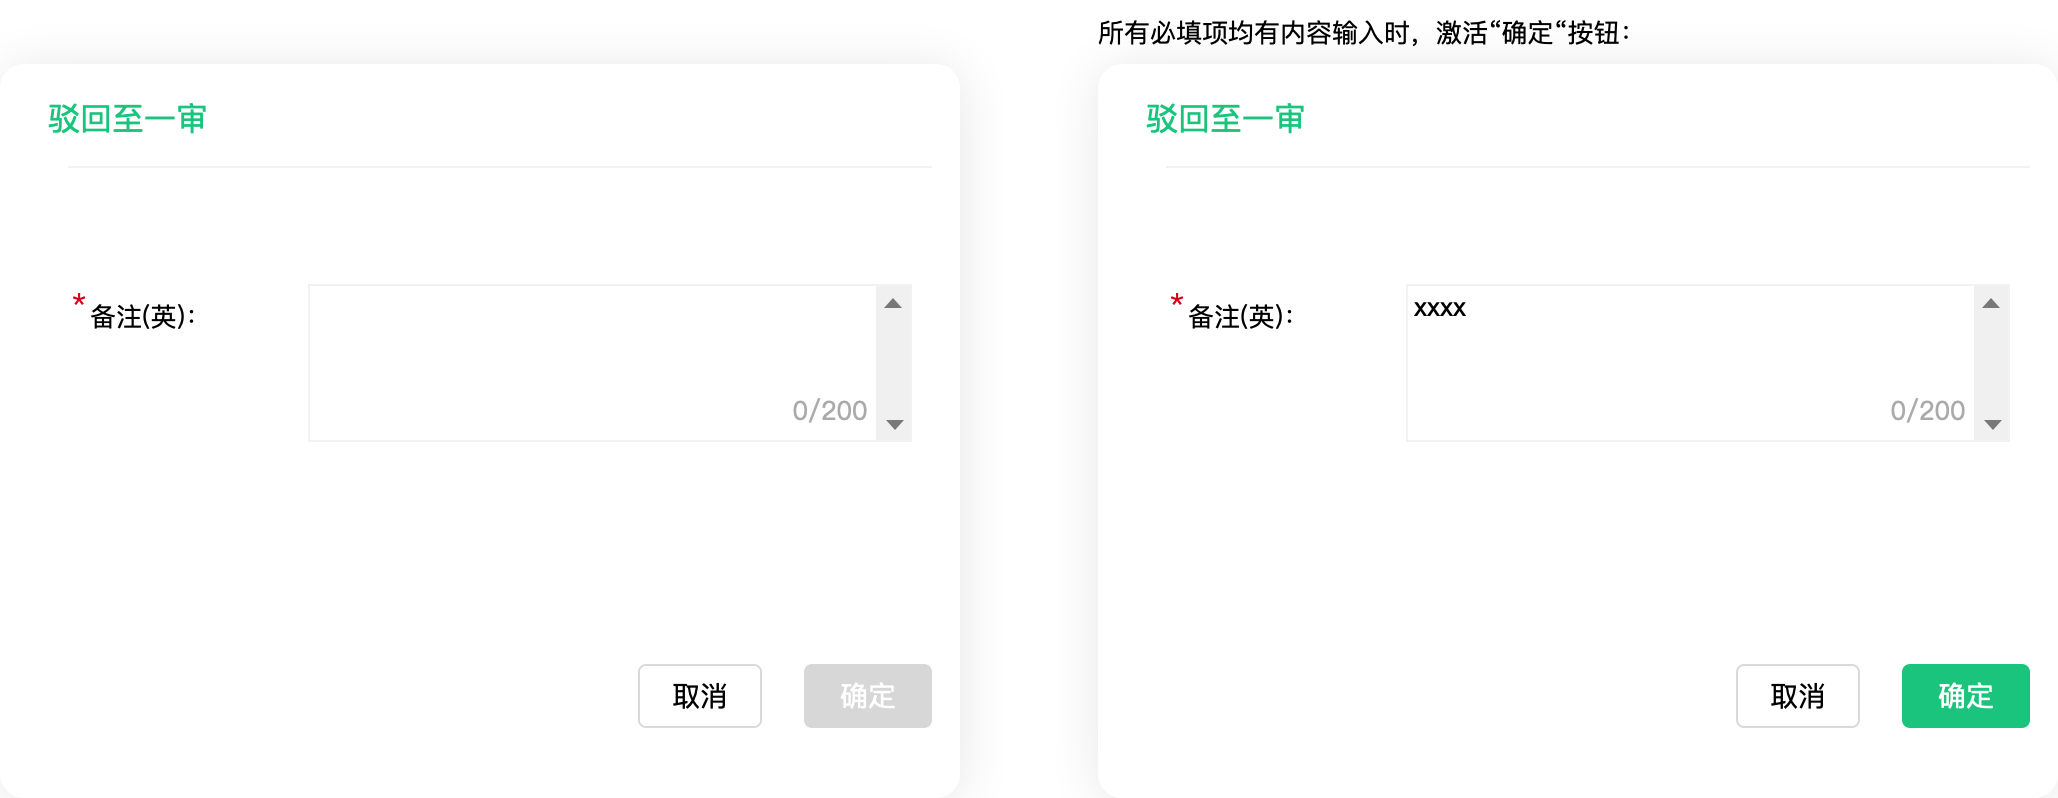 所有必填项均有内容输入时，激活“确定“按钮：
驳回至一审
*备注(英)：
0/200
取消 确定
驳回至一审
*备注(英)：
xxxx
0/200
取消 确定